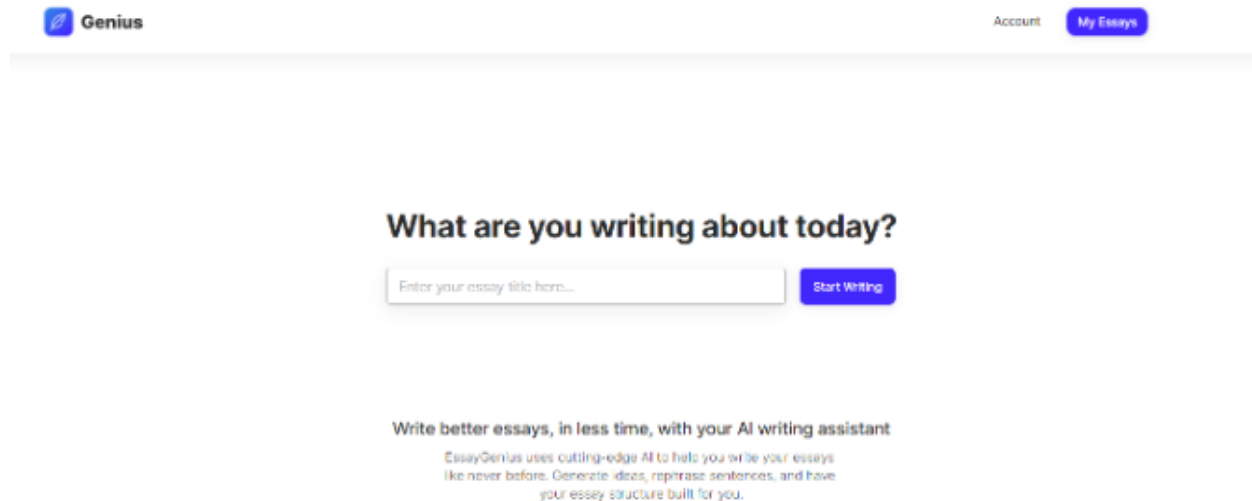 Genius
Account
My Essays
What are you writing about today?
Enter your essay title here...
Start Writing
Write better essays, in less time, with your AI writing assistant
EssayGenius uses cutting-edge AI to help you write your essays
like never before. Generate ideas, rephrase sentences, and have
your essay structure built for you.